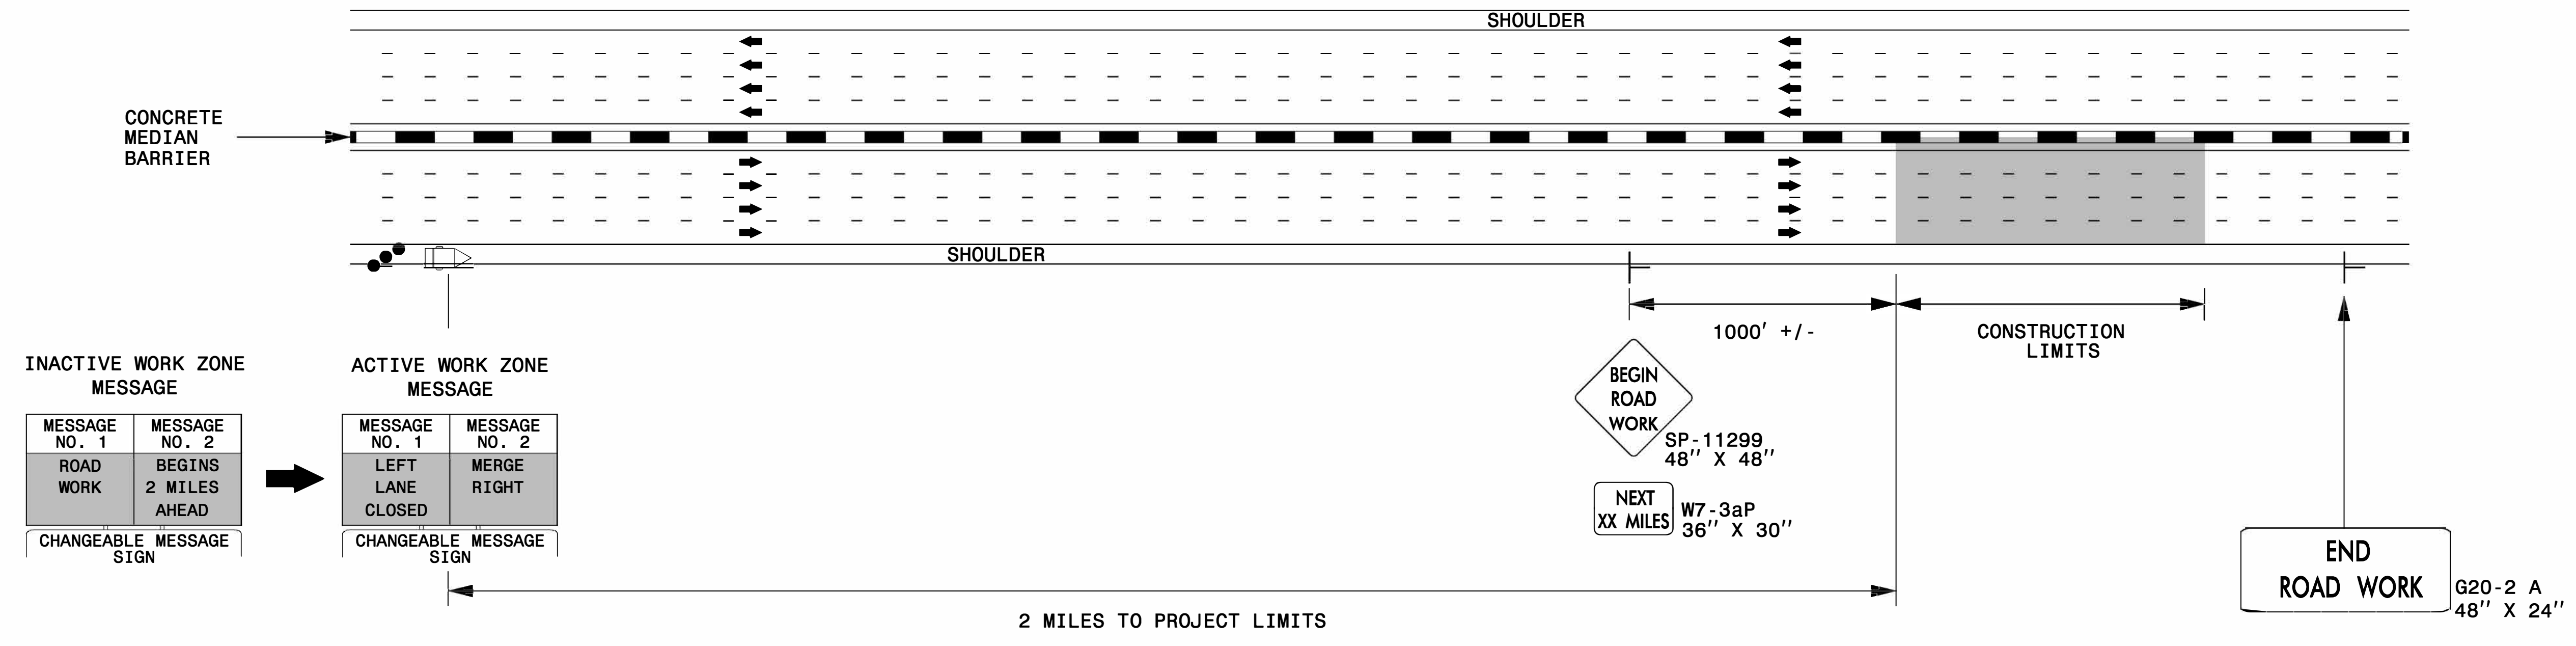 SHOULDER
CONCRETE
MEDIAN
BARRIER
SHOULDER
1000' +/-
CONSTRUCTION
LIMITS
INACTIVE WORK ZONE
MESSAGE
MESSAGE
NO. 1
MESSAGE
NO. 2
ROAD
WORK
BEGINS
2 MILES
AHEAD
CHANGEABLE MESSAGE
SIGN
ACTIVE WORK ZONE
MESSAGE
MESSAGE
NO. 1
MESSAGE
NO. 2
LEFT
LANE
CLOSED
MERGE
RIGHT
CHANGEABLE MESSAGE
SIGN
BEGIN
ROAD
WORK
SP-11299
48" X 48"
NEXT
XX MILES
W7-3aP
36" X 30"
END
ROAD WORK
G20-2 A
48" X 24"
2 MILES TO PROJECT LIMITS